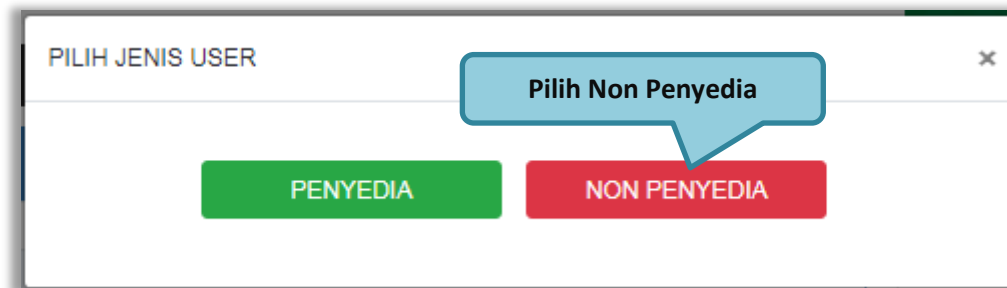 PILIH JENIS USER
×
Pilih Non Penyedia
PENYEDIA
NON PENYEDIA